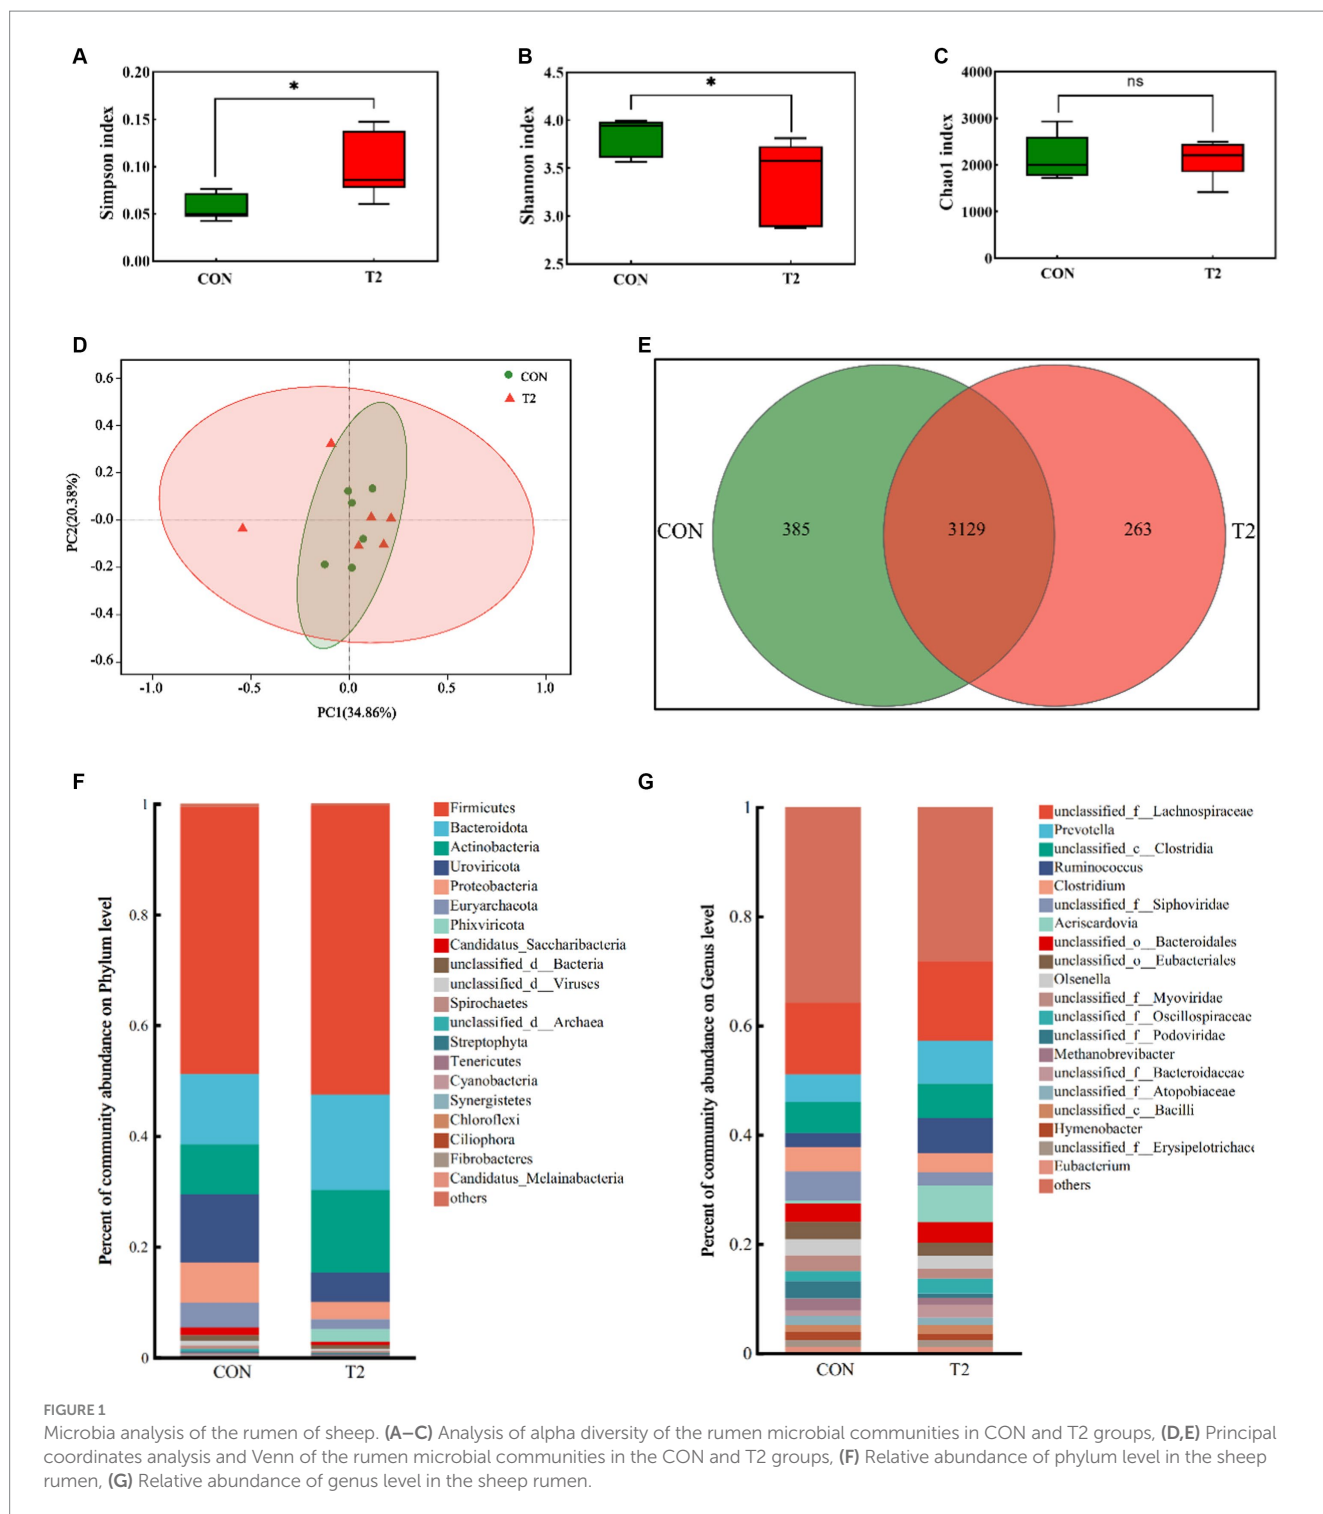 A
0.20
0.15
0.10
0.05
0.00
Simpson index
*
CON
T2
B
4.5
4.0
3.5
3.0
2.5
Shannon index
*
CON
T2
C
4000
3000
2000
1000
0
Chao1 index
ns
CON
T2
D
0.6
0.4
0.2
-0.0
-0.2
-0.4
-0.6
PC2(20.38%)
CON
T2
-1.0
-0.5
0.0
0.5
1.0
PC1(34.86%)
E
CON
385
3129
263
T2
F
1
0.8
0.6
0.4
0.2
0
Percent of community abundance on Phylum level
CON
T2
Firmicutes
Bacteroidota
Actinobacteria
Uroviricota
Proteobacteria
Euryarchaeota
Phixviricota
Candidatus_Saccharibacteria
unclassified_d__Bacteria
unclassified_d__Viruses
Spirochaetes
unclassified_d__Archaea
Streptophyta
Tenericutes
Cyanobacteria
Synergistetes
Chloroflexi
Ciliophora
Fibrobacteres
Candidatus_Melainabacteria
others
G
1
0.8
0.6
0.4
0.2
0
Percent of community abundance on Genus level
CON
T2
unclassified_f__Lachnospiraceae
Prevotella
unclassified_c__Clostridia
Ruminococcus
Clostridium
unclassified_f__Siphoviridae
Aeriscardovia
unclassified_o__Bacteroidales
unclassified_o__Eubacteriales
Olsenella
unclassified_f__Myoviridae
unclassified_f__Oscillospiraceae
unclassified_f__Podoviridae
Methanobrevibacter
unclassified_f__Bacteroidaceae
unclassified_f__Atopobiaceae
unclassified_c__Bacilli
Hymenobacter
unclassified_f__Erysipelotrichace
Eubacterium
others
FIGURE 1
Microbia analysis of the rumen of sheep. (A–C) Analysis of alpha diversity of the rumen microbial communities in CON and T2 groups, (D,E) Principal
coordinates analysis and Venn of the rumen microbial communities in the CON and T2 groups, (F) Relative abundance of phylum level in the sheep
rumen, (G) Relative abundance of genus level in the sheep rumen.